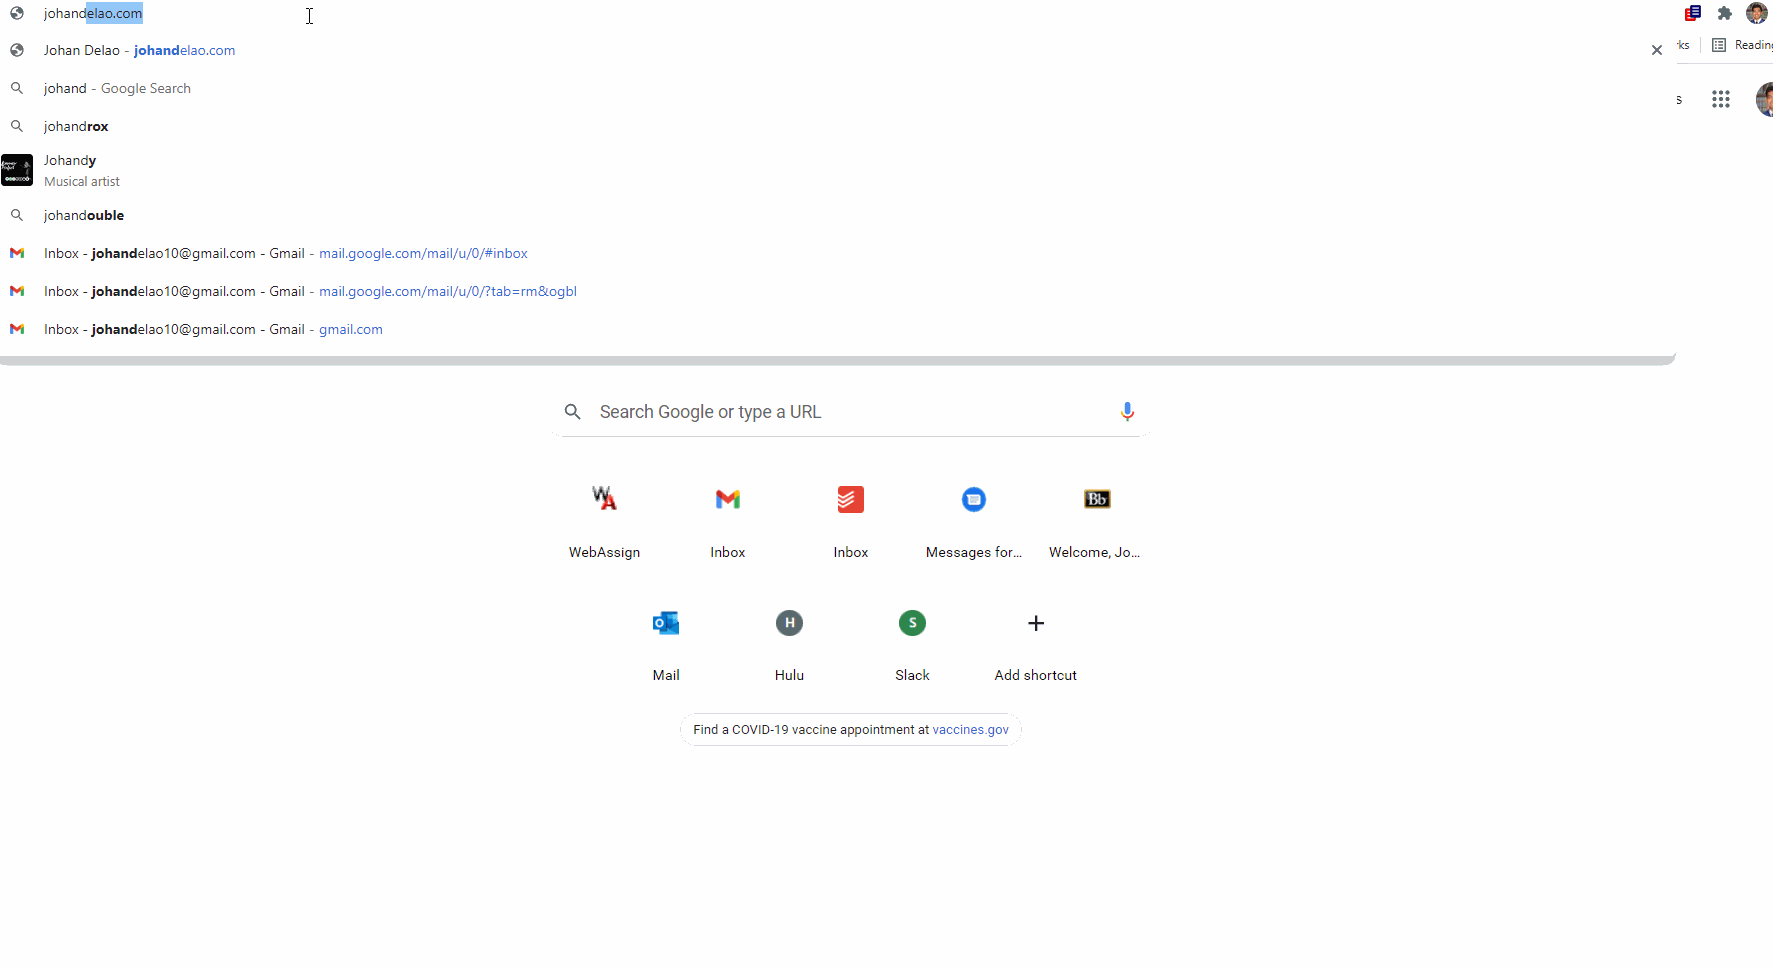 johandelao.com
Johan Delao - johandelao.com
rks
Reading
johand - Google Search
s
johandrox
Johandy
Musical artist
johandouble
Inbox - johandelao10@gmail.com - Gmail - mail.google.com/mail/u/0/#inbox
Inbox - johandelao10@gmail.com - Gmail - mail.google.com/mail/u/0/?tab=rm&ogbl
Inbox - johandelao10@gmail.com - Gmail - gmail.com
Search Google or type a URL
WA
Bb
WebAssign
Inbox
Inbox
Messages for...
Welcome, Jo...
H
S
Mail
Hulu
Slack
Add shortcut
Find a COVID-19 vaccine appointment at vaccines.gov